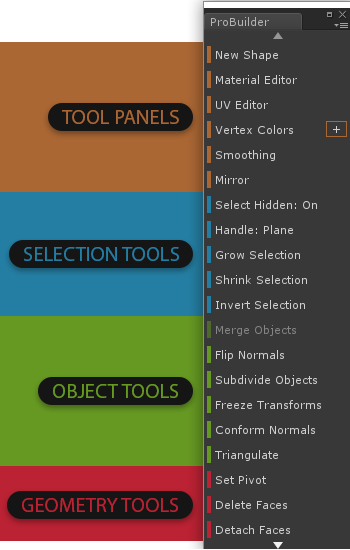 ProBuilder
New Shape
Material Editor
UV Editor
TOOL PANELS
Vertex Colors +
Smoothing
Mirror
Select Hidden: On
Handle: Plane
SELECTION TOOLS
Grow Selection
Shrink Selection
Invert Selection
Merge Objects
Flip Normals
Subdivide Objects
OBJECT TOOLS
Freeze Transforms
Conform Normals
Triangulate
Set Pivot
GEOMETRY TOOLS
Delete Faces
Detach Faces